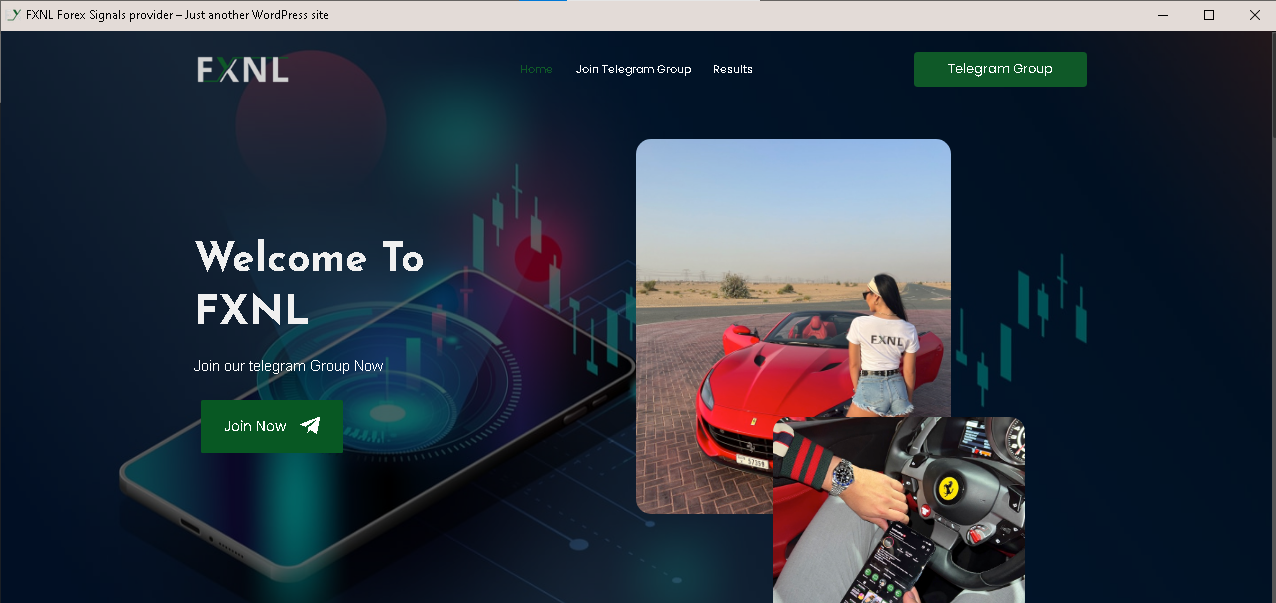 FXNL Forex Signals provider – Just another WordPress site
FXNL
Home
Join Telegram Group
Results
Telegram Group
Welcome To
FXNL
Join our telegram Group Now
Join Now
FXNL